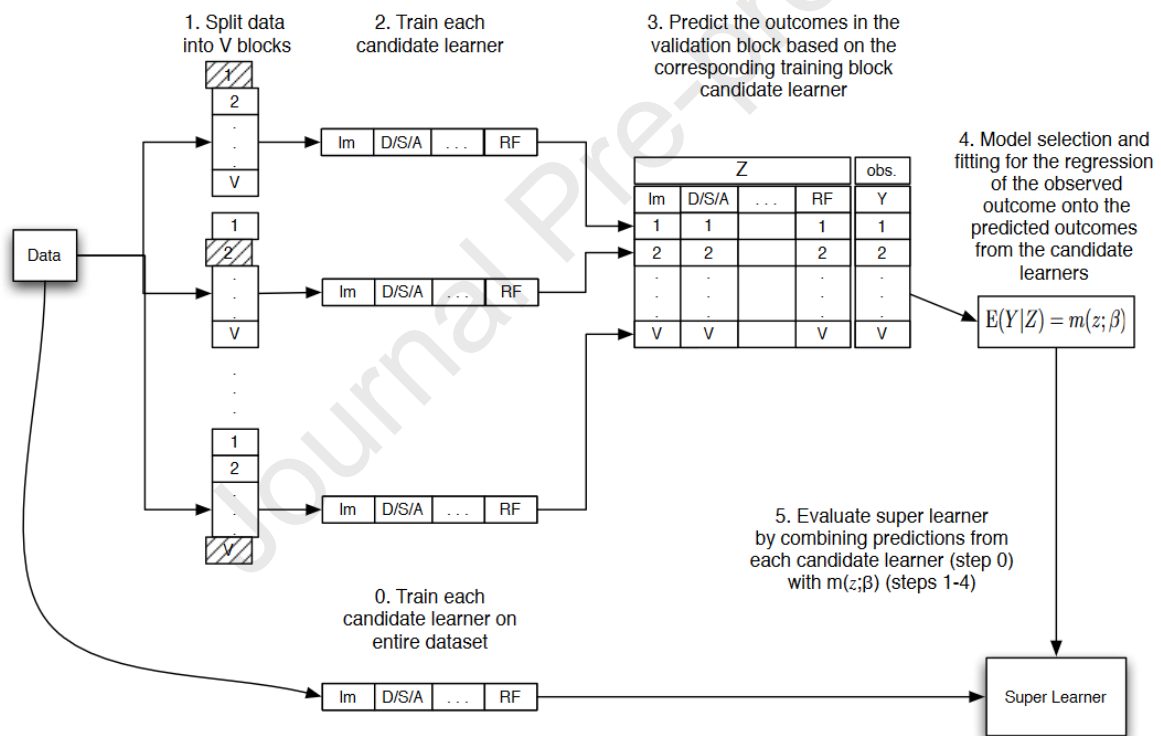 1. Split data
into V blocks
2. Train each
candidate learner
3. Predict the outcomes in the
validation block based on the
corresponding training block
candidate learner
1
2
.
.
.
V
lm D/S/A . . . RF
1
2
.
.
.
V
lm D/S/A . . . RF
.
.
.
1
2
.
.
.
V
lm D/S/A . . . RF
Data
Z obs.
lm D/S/A . . . RF Y
1 1 1 1
2 2 2 2
. . . .
. . . .
. . . .
V V V V
4. Model selection and
fitting for the regression
of the observed
outcome onto the
predicted outcomes
from the candidate
learners
E(Y|Z) = m(z; β)
5. Evaluate super learner
by combining predictions from
each candidate learner (step 0)
with m(z;β) (steps 1-4)
0. Train each
candidate learner on
entire dataset
lm D/S/A . . . RF
Super Learner
Journal Pre-pr